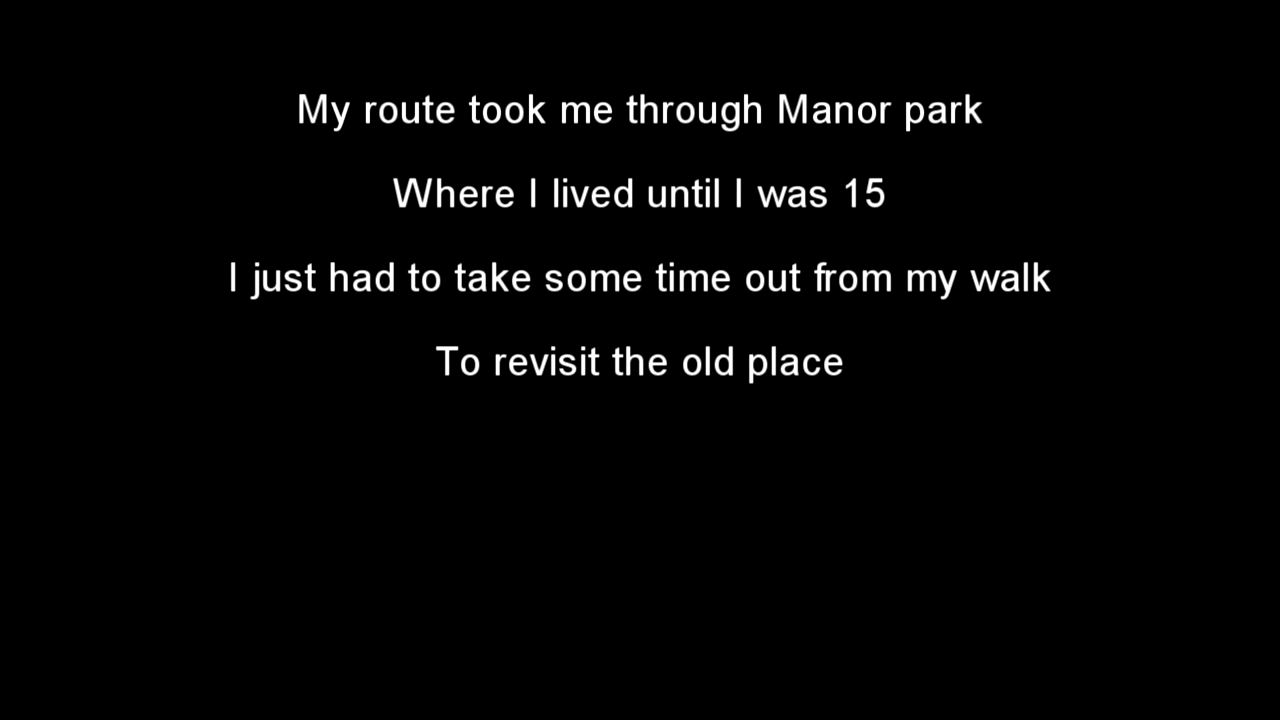 My route took me through Manor park
Where I lived until I was 15
I just had to take some time out from my walk
To revisit the old place